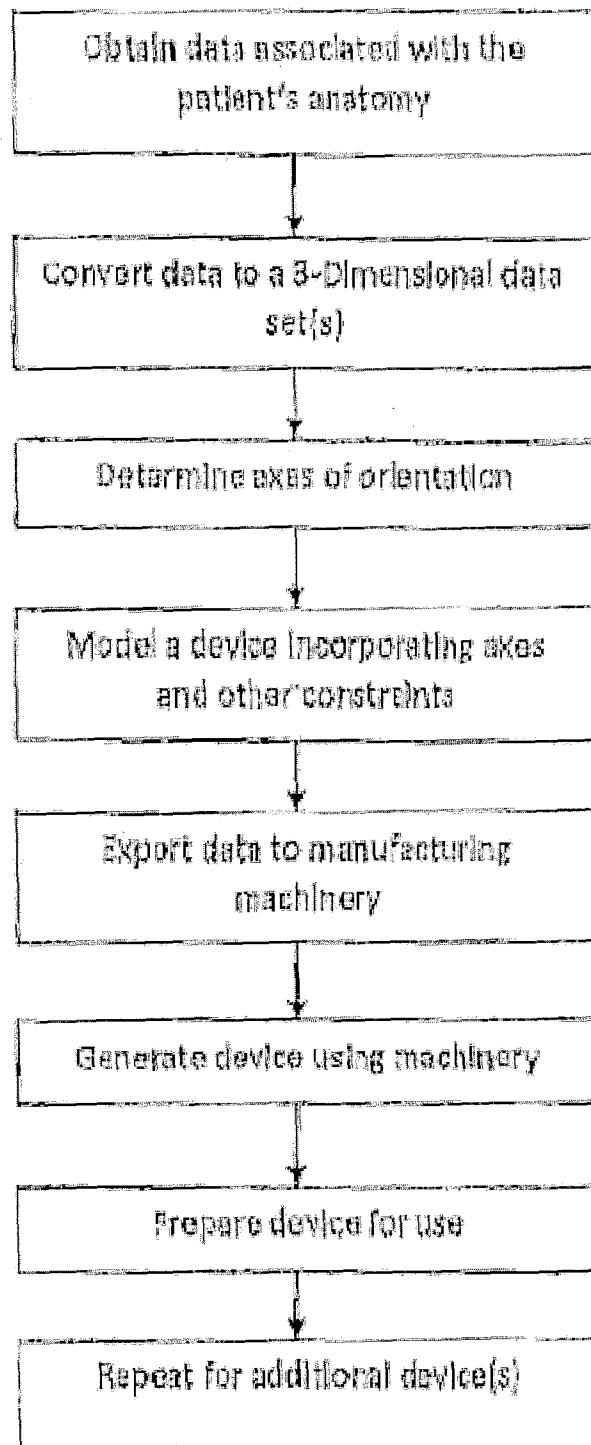 Obtain data associated with the
patient's anatomy
Convert data to a 3-Dimensional data
set(s)
Determine axes of orientation
Model a device incorporating axes
and other constraints
Export data to manufacturing
machinery
Generate device using machinery
Prepare device for use
Repeat for additional device(s)